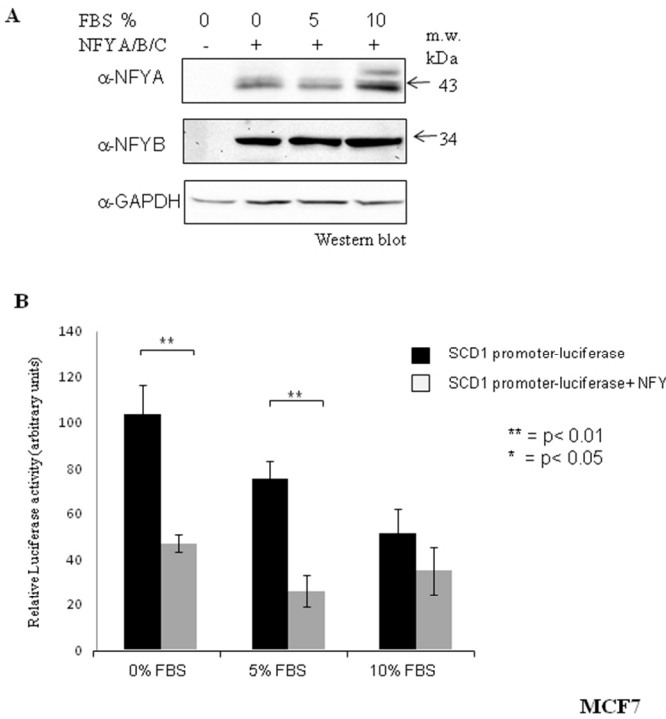 A
FBS % 0 0 5 10
NFYA/B/C - + + +
m.w.
kDa
α-NFYA
43
α-NFYB
34
α-GAPDH
Western blot
B
Relative Luciferase activity (arbitrary units)
140
120
100
80
60
40
20
0
**
**
0% FBS 5% FBS 10% FBS
SCD1 promoter-luciferase
SCD1 promoter-luciferase+ NFY
** = p< 0.01
* = p< 0.05
MCF7